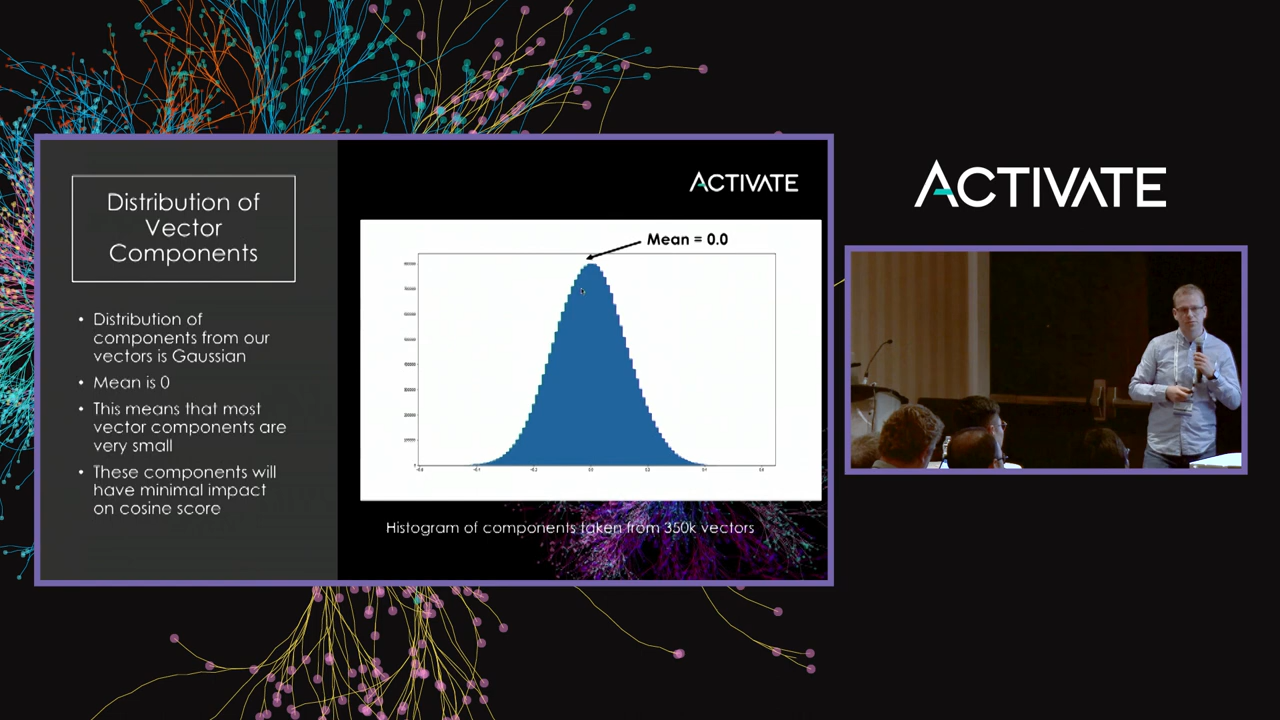 Distribution of
Vector
Components
• Distribution of
components from our
vectors is Gaussian
• Mean is 0
• This means that most
vector components are
very small
• These components will
have minimal impact
on cosine score
ACTIVATE
Mean = 0.0
Histogram of components taken from 350k vectors
ACTIVATE